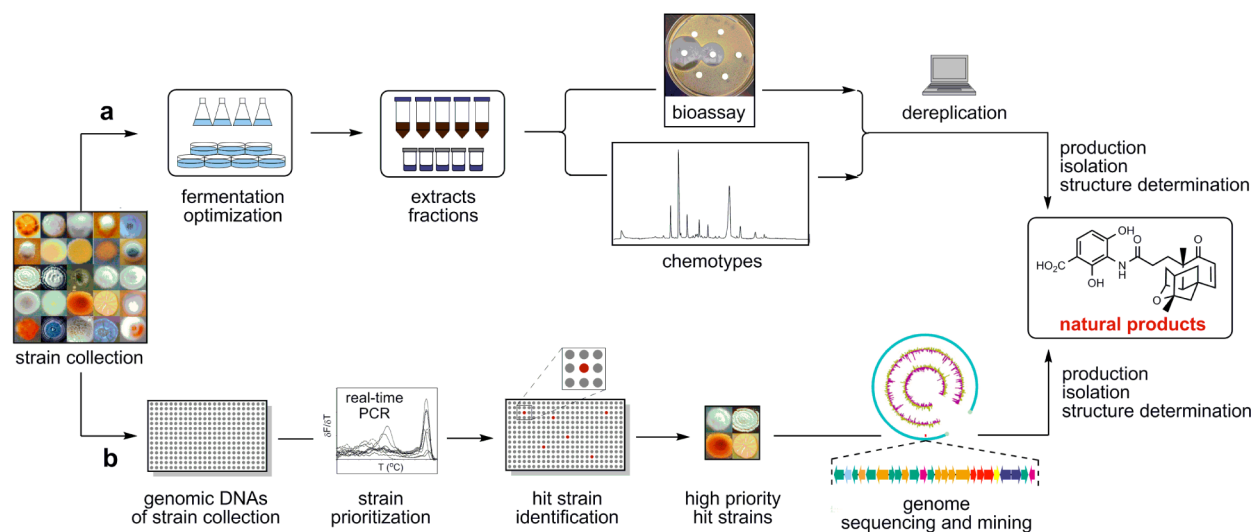 a
fermentation
optimization
extracts
fractions
bioassay
chemotypes
dereplication
production
isolation
structure determination
OH
O
O
HO₂C
N
H
OH
O
natural products
strain collection
b
genomic DNAs
of strain collection
real-time
PCR
δF/δT
T (°C)
strain
prioritization
hit strain
identification
high priority
hit strains
genome
sequencing and mining
production
isolation
structure determination